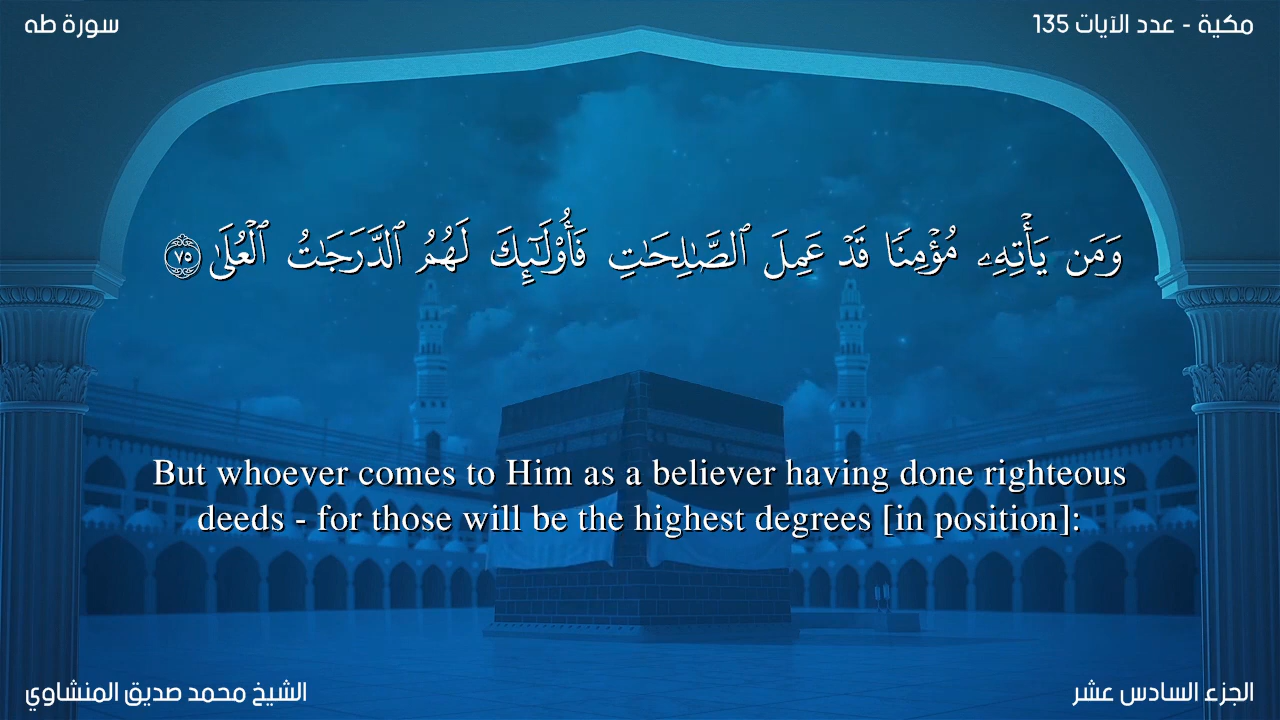 سورة طه
مكية - عدد الآيات 135
وَمَن يَأْتِهِۦ مُؤْمِنًا قَدْ عَمِلَ ٱلصَّٰلِحَٰتِ فَأُو۟لَٰٓئِكَ لَهُمُ ٱلدَّرَجَٰتُ ٱلْعُلَىٰ ٧٥
But whoever comes to Him as a believer having done righteous
deeds - for those will be the highest degrees [in position]:
الشيخ محمد صديق المنشاوي
الجزء السادس عشر